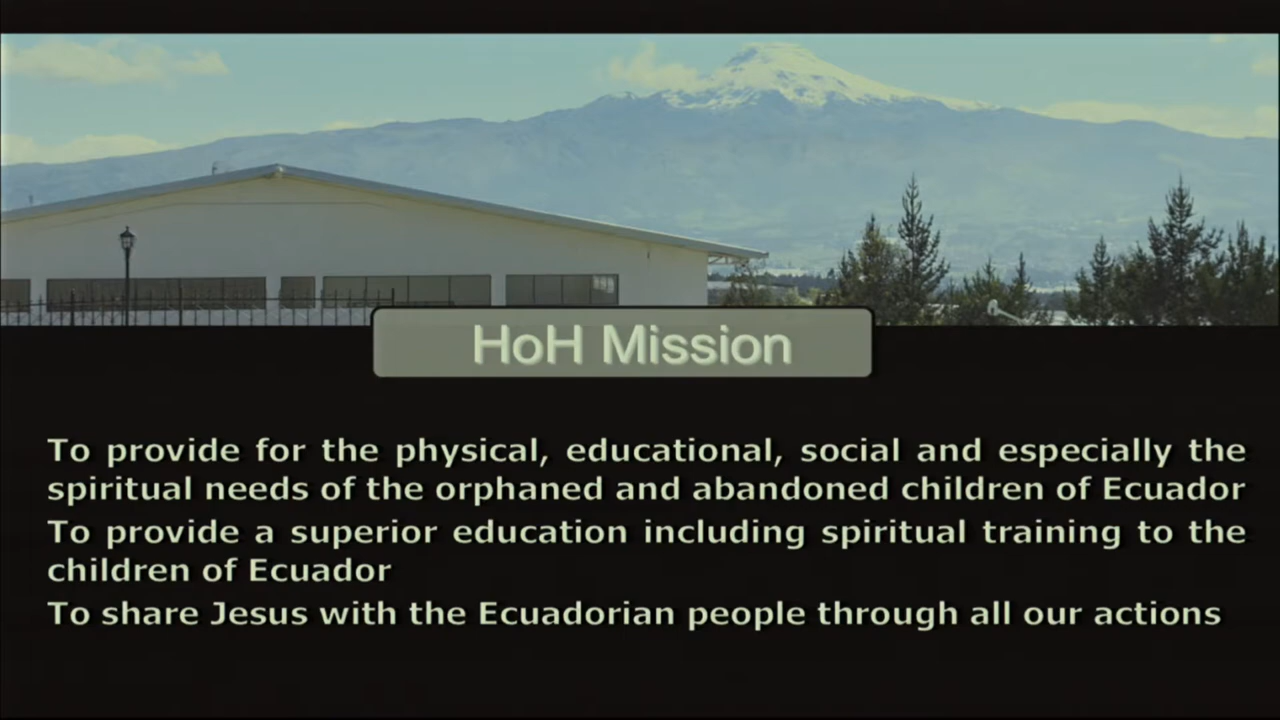 HoH Mission
To provide for the physical, educational, social and especially the
spiritual needs of the orphaned and abandoned children of Ecuador
To provide a superior education including spiritual training to the
children of Ecuador
To share Jesus with the Ecuadorian people through all our actions